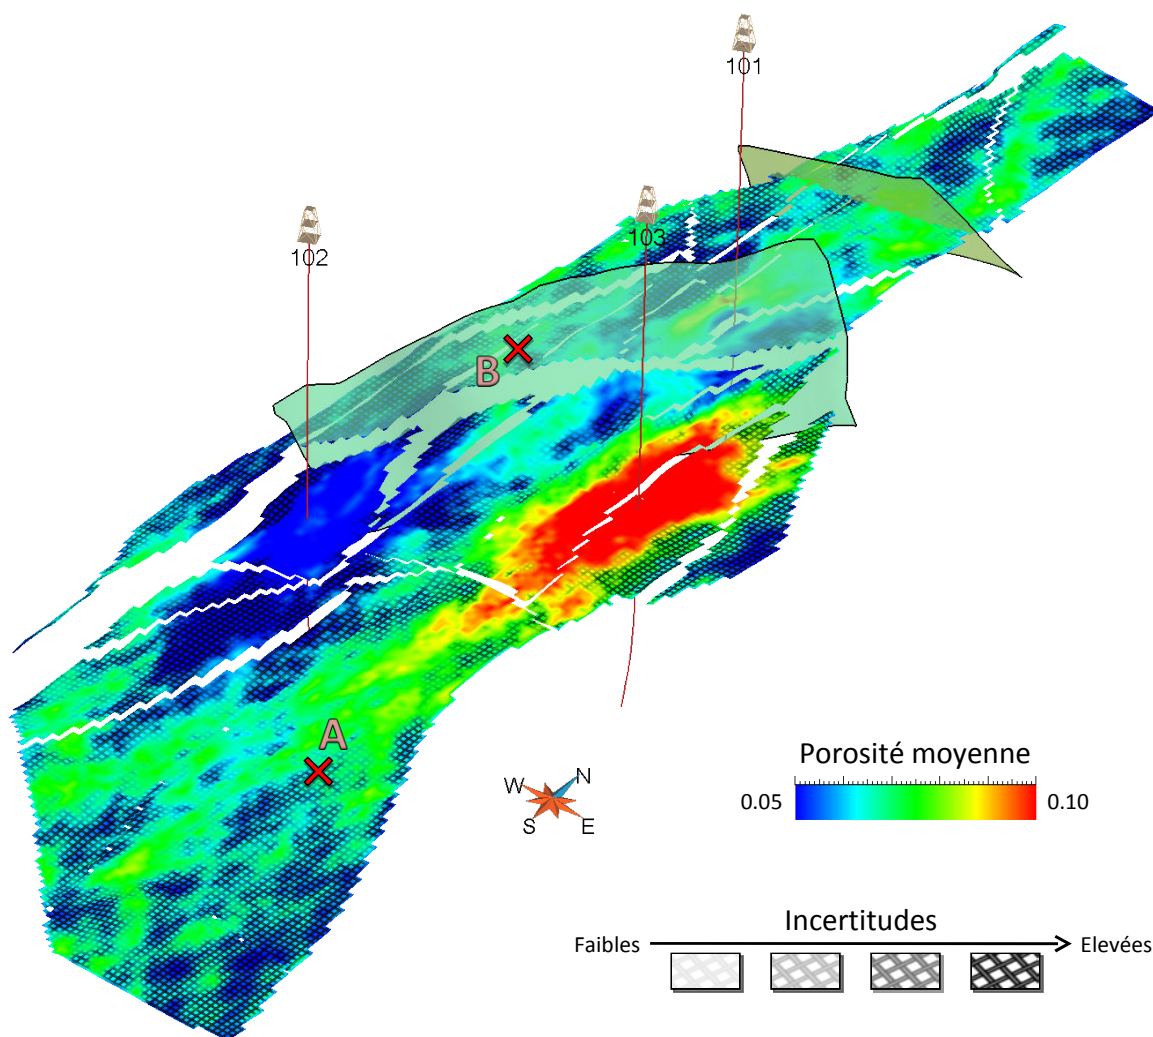 101
103
102
B
A
Porosité moyenne
0.05
0.10
W
N
S
E
Incertitudes
Faibles
Elevées